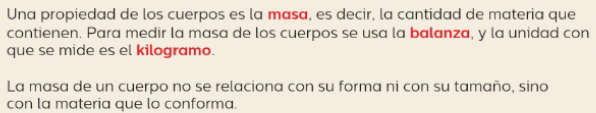 Una propiedad de los cuerpos es la masa, es decir, la cantidad de materia que
contienen. Para medir la masa de los cuerpos se usa la balanza, y la unidad con
que se mide es el kilogramo.
La masa de un cuerpo no se relaciona con su forma ni con su tamaño, sino
con la materia que lo conforma.